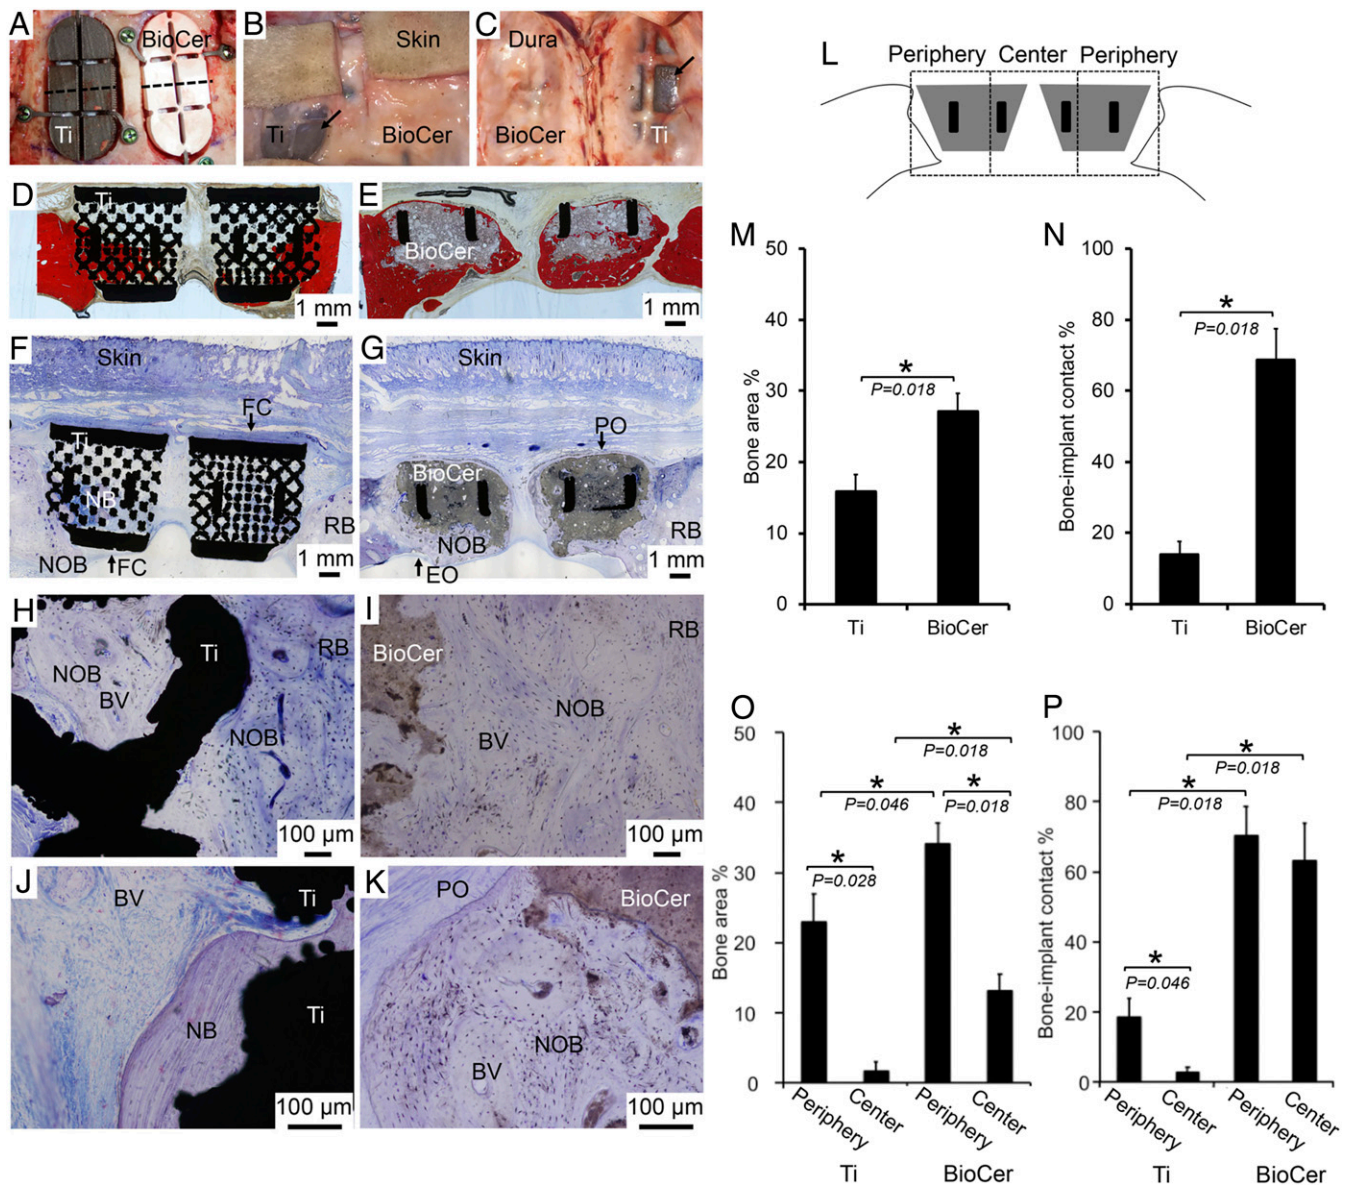 A
BioCer
Ti
B
Skin
Ti
BioCer
C
Dura
BioCer
Ti
D
Ti
1 mm
E
BioCer
1 mm
F
Skin
FC
Ti
NB
RB
NOB
FC
1 mm
G
Skin
PO
BioCer
NOB
RB
EO
1 mm
H
Ti
RB
NOB
BV
NOB
100 µm
I
BioCer
RB
NOB
BV
100 µm
J
BV
Ti
Ti
NB
100 µm
K
PO
BioCer
NOB
BV
100 µm
L
Periphery Center Periphery
M
50
40
30
20
10
0
Bone area %
*
P=0.018
Ti BioCer
N
100
80
60
40
20
0
Bone-implant contact %
*
P=0.018
Ti BioCer
O
50
40
30
20
10
0
Bone area %
*
P=0.018
*
P=0.046
*
P=0.018
*
P=0.028
Periphery Center Periphery Center
Ti BioCer
P
100
80
60
40
20
0
Bone-implant contact %
*
P=0.018
*
P=0.018
*
P=0.046
Periphery Center Periphery Center
Ti BioCer